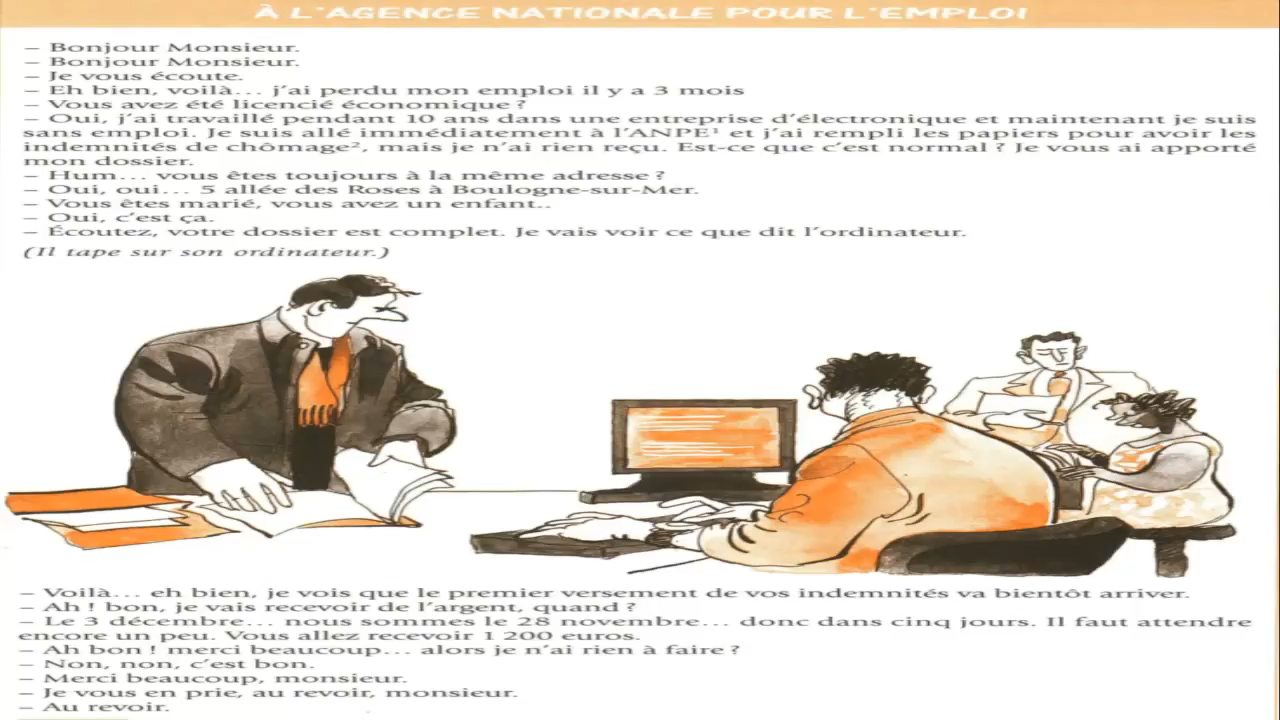 À L'AGENCE NATIONALE POUR L'EMPLOI
– Bonjour Monsieur.
– Bonjour Monsieur.
– Je vous écoute.
– Eh bien, voilà... j'ai perdu mon emploi il y a 3 mois
– Vous avez été licencié économique ?
– Oui, j'ai travaillé pendant 10 ans dans une entreprise d'électronique et maintenant je suis
sans emploi. Je suis allé immédiatement à l'ANPE¹ et j'ai rempli les papiers pour avoir les
indemnités de chômage², mais je n'ai rien reçu. Est-ce que c'est normal ? Je vous ai apporté
mon dossier.
– Hum... vous êtes toujours à la même adresse ?
– Oui, oui... 5 allée des Roses à Boulogne-sur-Mer.
– Vous êtes marié, vous avez un enfant..
– Oui, c'est ça.
– Écoutez, votre dossier est complet. Je vais voir ce que dit l'ordinateur.
(Il tape sur son ordinateur.)
– Voilà... eh bien, je vois que le premier versement de vos indemnités va bientôt arriver.
– Ah ! bon, je vais recevoir de l'argent, quand ?
– Le 3 décembre... nous sommes le 28 novembre... donc dans cinq jours. Il faut attendre
encore un peu. Vous allez recevoir 1 200 euros.
– Ah bon ! merci beaucoup... alors je n'ai rien à faire ?
– Non, non, c'est bon.
– Merci beaucoup, monsieur.
– Je vous en prie, au revoir, monsieur.
– Au revoir.